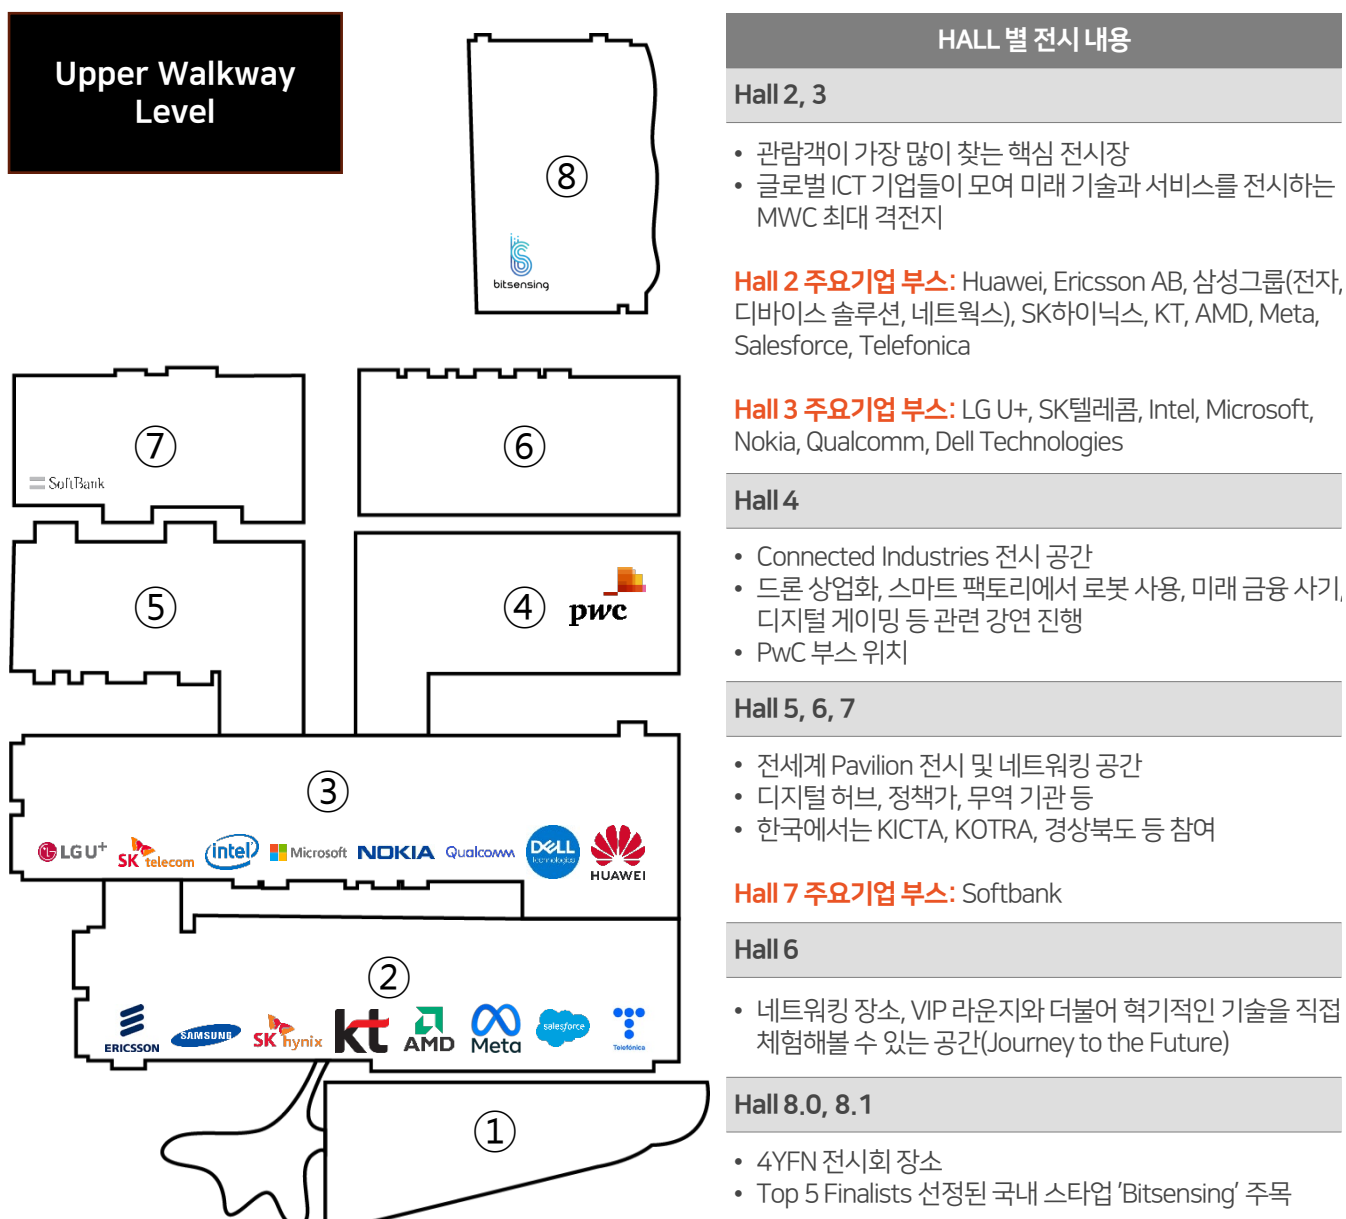 Upper Walkway
Level
⑧
bitsensing
⑦
SoftBank
⑥
⑤
④
pwc
③
LG U+
SK telecom
intel
Microsoft
NOKIA
Qualcomm
DELL
Technologies
HUAWEI
②
ERICSSON
SAMSUNG
SK hynix
kt
AMD
Meta
salesforce
Telefónica
①
HALL 별 전시 내용
Hall 2, 3
• 관람객이 가장 많이 찾는 핵심 전시장
• 글로벌 ICT 기업들이 모여 미래 기술과 서비스를 전시하는
MWC 최대 격전지
Hall 2 주요기업 부스: Huawei, Ericsson AB, 삼성그룹(전자,
디바이스 솔루션, 네트웍스), SK하이닉스, KT, AMD, Meta,
Salesforce, Telefonica
Hall 3 주요기업 부스: LG U+, SK텔레콤, Intel, Microsoft,
Nokia, Qualcomm, Dell Technologies
Hall 4
• Connected Industries 전시 공간
• 드론 상업화, 스마트 팩토리에서 로봇 사용, 미래 금융 사기,
디지털 게이밍 등 관련 강연 진행
• PwC 부스 위치
Hall 5, 6, 7
• 전세계 Pavilion 전시 및 네트워킹 공간
• 디지털 허브, 정책가, 무역 기관 등
• 한국에서는 KICTA, KOTRA, 경상북도 등 참여
Hall 7 주요기업 부스: Softbank
Hall 6
• 네트워킹 장소, VIP 라운지와 더불어 혁기적인 기술을 직접
체험해볼 수 있는 공간(Journey to the Future)
Hall 8.0, 8.1
• 4YFN 전시회 장소
• Top 5 Finalists 선정된 국내 스타업 'Bitsensing' 주목